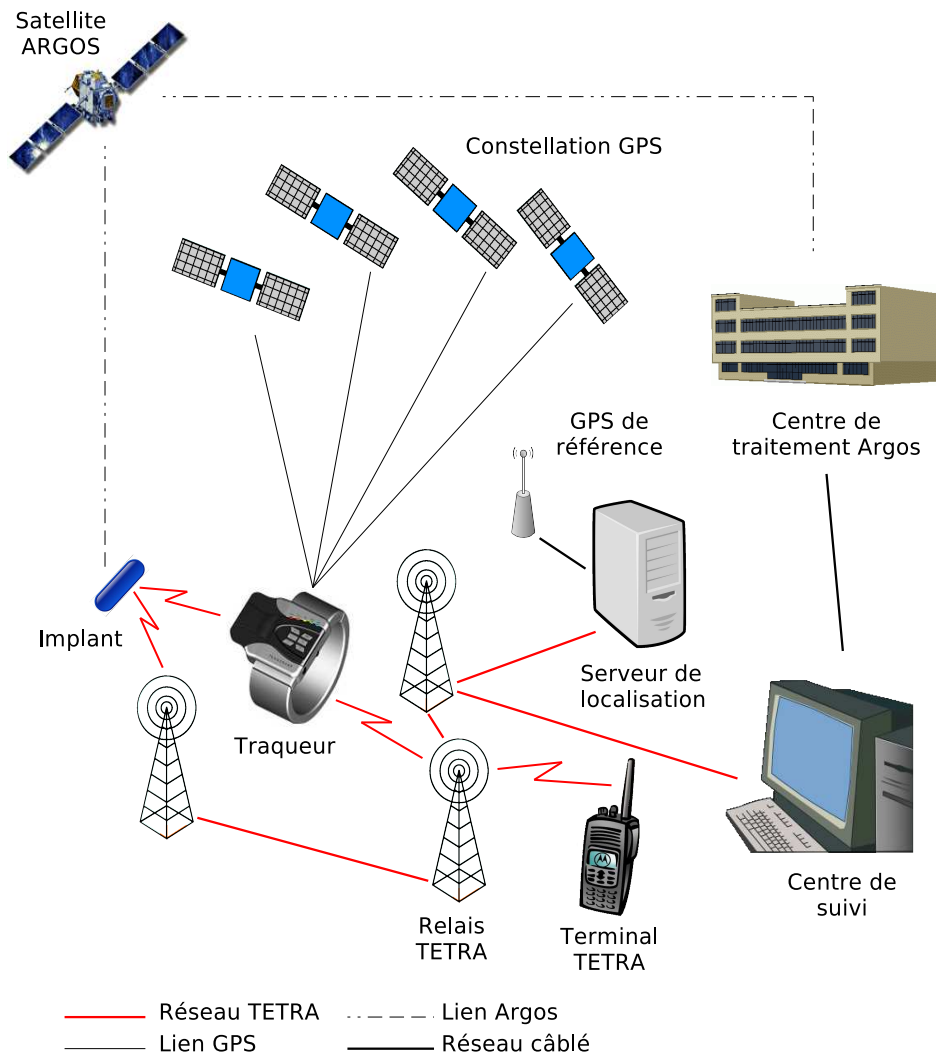 Satellite
ARGOS
Constellation GPS
GPS de
référence
Centre de
traitement Argos
Implant
Traqueur
Serveur de
localisation
Relais
TETRA
Terminal
TETRA
Centre de
suivi
Réseau TETRA
Lien Argos
Lien GPS
Réseau câblé